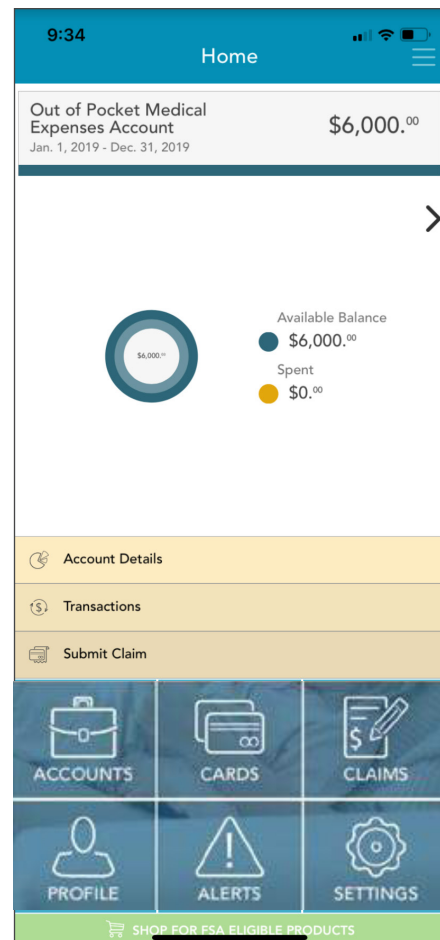 9:34
Home
Out of Pocket Medical
Expenses Account
$6,000.00
Jan. 1, 2019 - Dec. 31, 2019
$6,000.00
Available Balance
$6,000.00
Spent
$0.00
Account Details
Transactions
Submit Claim
ACCOUNTS CARDS CLAIMS
PROFILE ALERTS SETTINGS
SHOP FOR FSA ELIGIBLE PRODUCTS